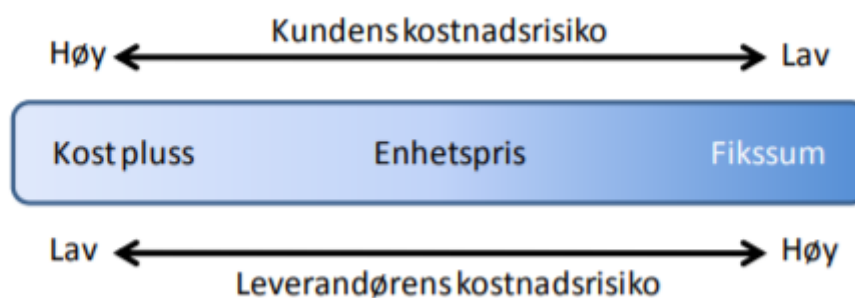 Kundens kostnadsrisiko
Høy Lav
Kost pluss Enhetspris Fikssum
Lav Høy
Leverandørens kostnadsrisiko